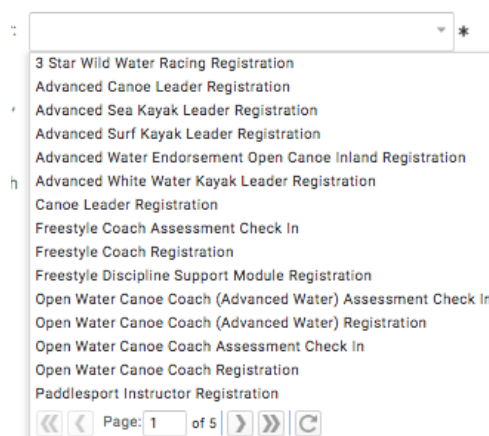 *
3 Star Wild Water Racing Registration
Advanced Canoe Leader Registration
Advanced Sea Kayak Leader Registration
Advanced Surf Kayak Leader Registration
Advanced Water Endorsement Open Canoe Inland Registration
h Advanced White Water Kayak Leader Registration
Canoe Leader Registration
Freestyle Coach Assessment Check In
Freestyle Coach Registration
Freestyle Discipline Support Module Registration
Open Water Canoe Coach (Advanced Water) Assessment Check In
Open Water Canoe Coach (Advanced Water) Registration
Open Water Canoe Coach Assessment Check In
Open Water Canoe Coach Registration
Paddlesport Instructor Registration
Page: 1 of 5